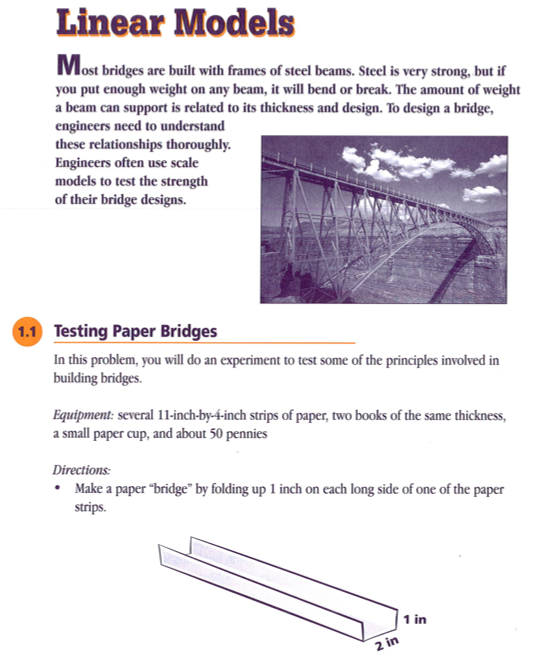 Linear Models
Most bridges are built with frames of steel beams. Steel is very strong, but if
you put enough weight on any beam, it will bend or break. The amount of weight
a beam can support is related to its thickness and design. To design a bridge,
engineers need to understand
these relationships thoroughly.
Engineers often use scale
models to test the strength
of their bridge designs.
1.1 Testing Paper Bridges
In this problem, you will do an experiment to test some of the principles involved in
building bridges.
Equipment: several 11-inch-by-4-inch strips of paper, two books of the same thickness,
a small paper cup, and about 50 pennies
Directions:
• Make a paper “bridge” by folding up 1 inch on each long side of one of the paper
strips.
1 in
2 in